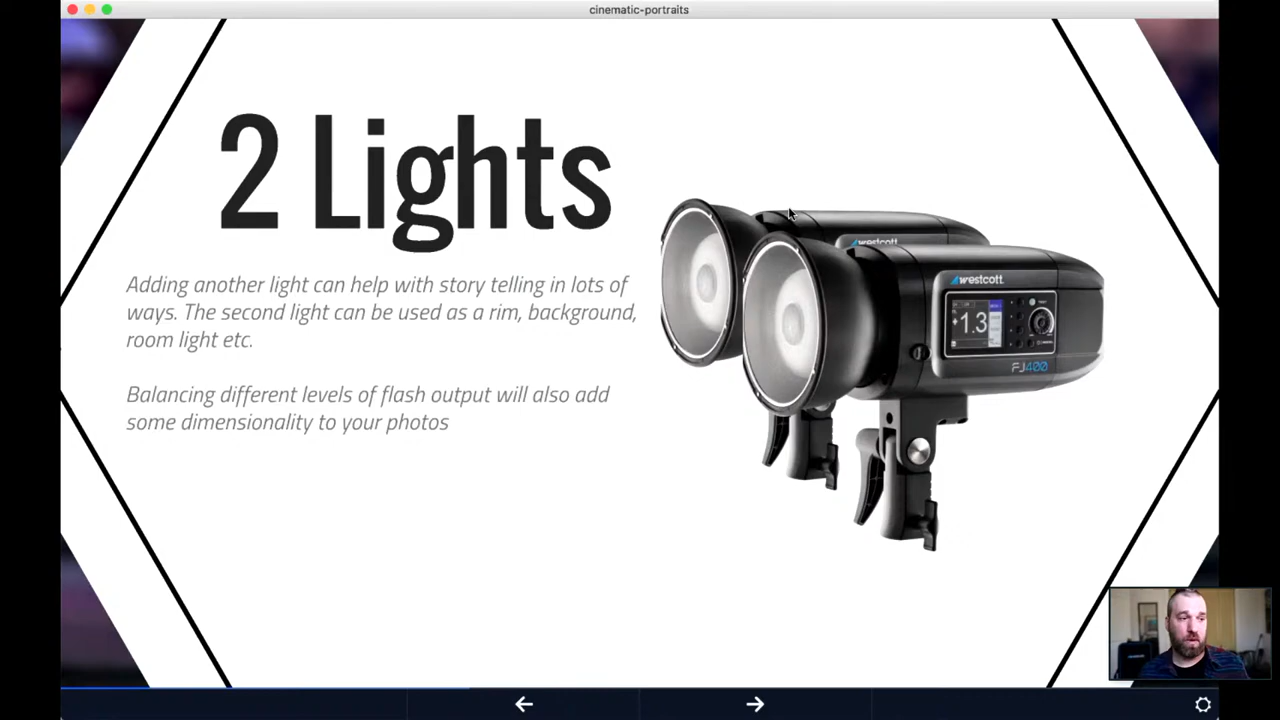 cinematic-portraits
2 Lights
Adding another light can help with story telling in lots of
ways. The second light can be used as a rim, background,
room light etc.
Balancing different levels of flash output will also add
some dimensionality to your photos
westcott
westcott
+1.3
FJ400